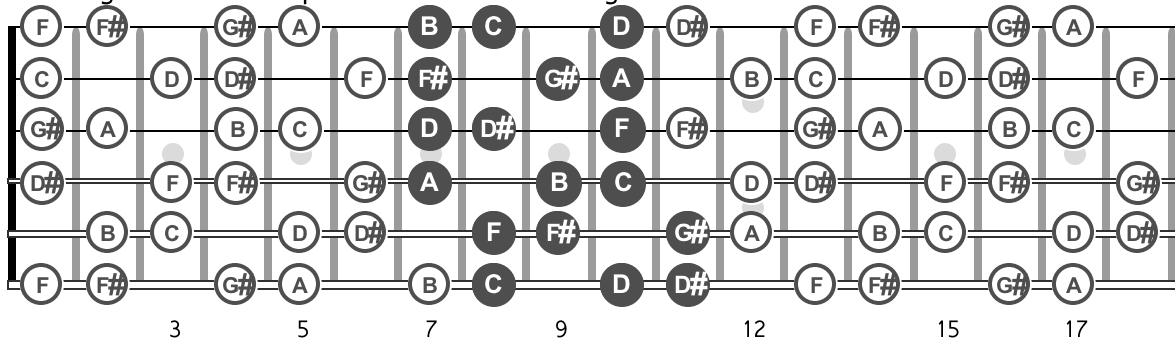 F F# G# A B C D D# F F# G# A
C D D# F F# G# A B C D D# F
G# A B C D D# F F# G# A B C
D# F F# G# A B C D D# F F# G#
B C D D# F F# G# A B C D D#
F F# G# A B C D D# F F# G# A
3 5 7 9 12 15 17